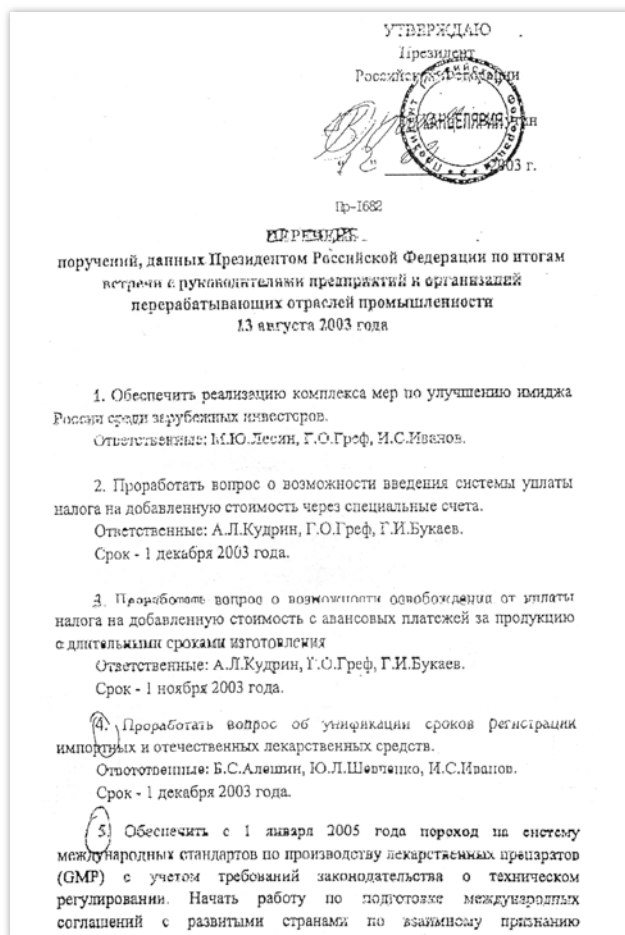 УТВЕРЖДАЮ
Президент
Российской Федерации
КАНЦЕЛЯРИЯ
2003 г.
Пр-1682
ПЕРЕЧЕНЬ
поручений, данных Президентом Российской Федерации по итогам
встречи с руководителями предприятий и организаций
перерабатывающих отраслей промышленности
13 августа 2003 года
1. Обеспечить реализацию комплекса мер по улучшению имиджа
России среди зарубежных инвесторов.
Ответственные: М.Ю.Лесин, Г.О.Греф, И.С.Иванов.
2. Проработать вопрос о возможности введения системы уплаты
налога на добавленную стоимость через специальные счета.
Ответственные: А.Л.Кудрин, Г.О.Греф, Г.И.Букаев.
Срок - 1 декабря 2003 года.
3. Проработать вопрос о возможности освобождения от уплаты
налога на добавленную стоимость с авансовых платежей за продукцию
с длительными сроками изготовления
Ответственные: А.Л.Кудрин, Г.О.Греф, Г.И.Букаев.
Срок - 1 ноября 2003 года.
4. Проработать вопрос об унификации сроков регистрации
импортных и отечественных лекарственных средств.
Ответственные: Б.С.Алешин, Ю.Л.Шевченко, И.С.Иванов.
Срок - 1 декабря 2003 года.
5. Обеспечить с 1 января 2005 года переход на систему
международных стандартов по производству лекарственных препаратов
(GMP) с учетом требований законодательства о техническом
регулировании. Начать работу по подготовке международных
соглашений с развитыми странами по взаимному признанию